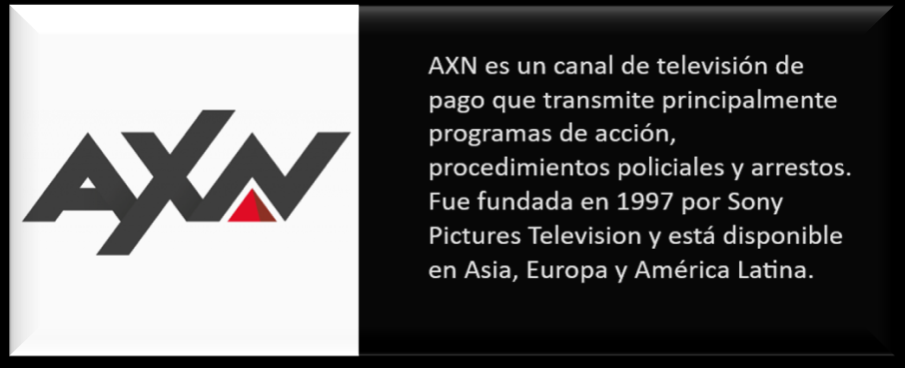 AXN
AXN es un canal de televisión de
pago que transmite principalmente
programas de acción,
procedimientos policiales y arrestos.
Fue fundada en 1997 por Sony
Pictures Television y está disponible
en Asia, Europa y América Latina.